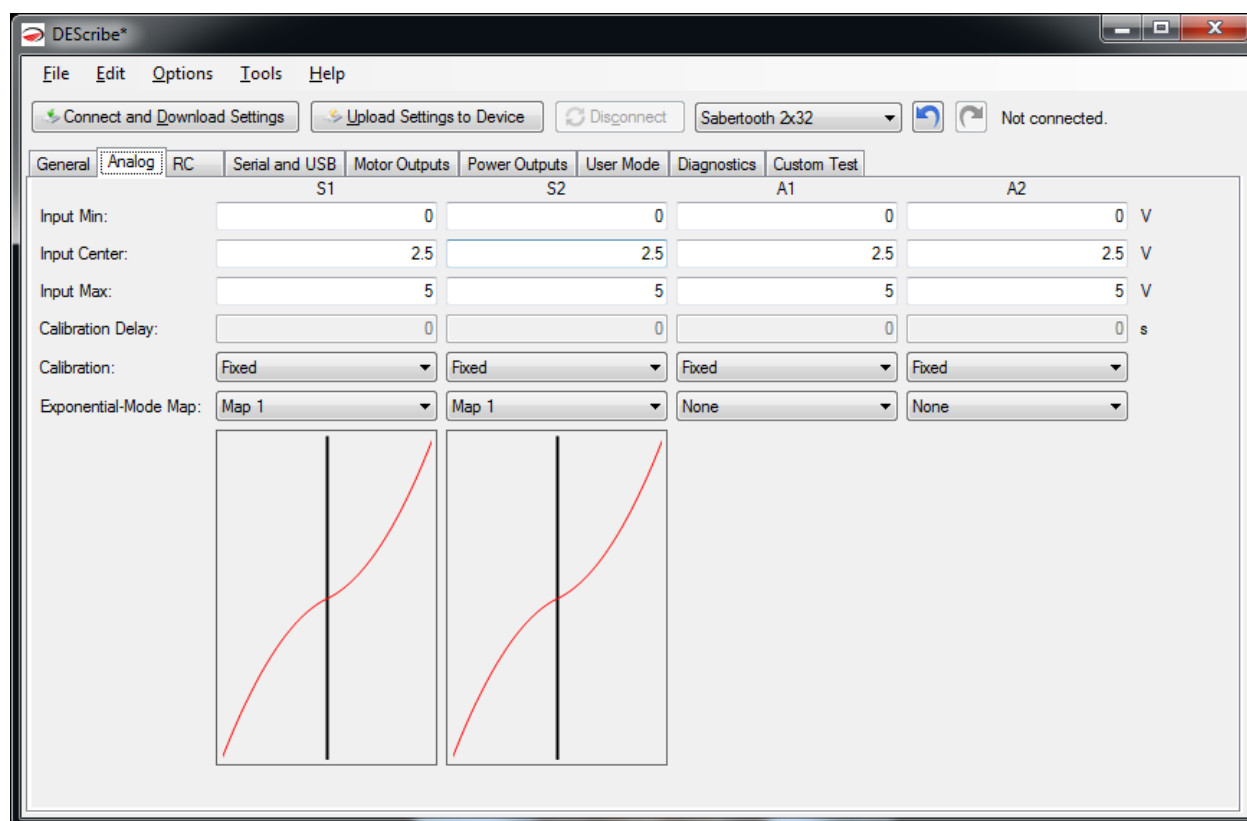 DEScribe*
File Edit Options Tools Help
Connect and Download Settings Upload Settings to Device Disconnect Sabertooth 2x32 Not connected.
General Analog RC Serial and USB Motor Outputs Power Outputs User Mode Diagnostics Custom Test
S1 S2 A1 A2
Input Min: 0 0 0 0 V
Input Center: 2.5 2.5 2.5 2.5 V
Input Max: 5 5 5 5 V
Calibration Delay: 0 0 0 0 s
Calibration: Fixed Fixed Fixed Fixed
Exponential-Mode Map: Map 1 Map 1 None None